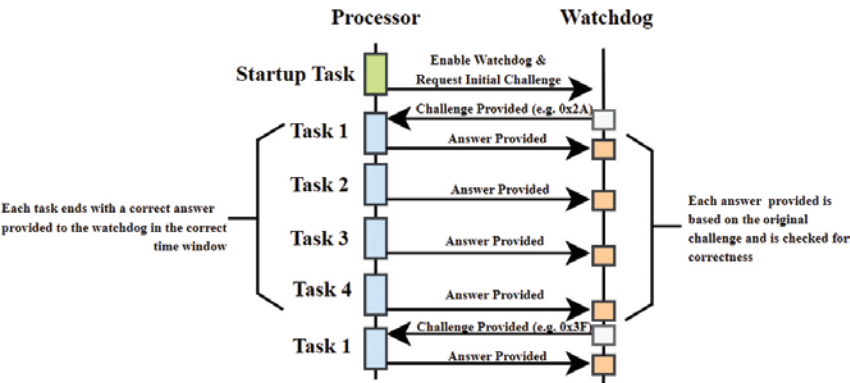 Processor
Watchdog
Enable Watchdog &
Startup Task
Request Initial Challenge
Challenge Provided (e.g. 0x2A)
Task 1
Answer Provided
Task 2
Answer Provided
Each task ends with a correct answer
provided to the watchdog in the correct
time window
Each answer provided is
based on the original
challenge and is checked for
correctness
Task 3
Answer Provided
Task 4
Answer Provided
Challenge Provided (e.g. 0x3F)
Task 1
Answer Provided